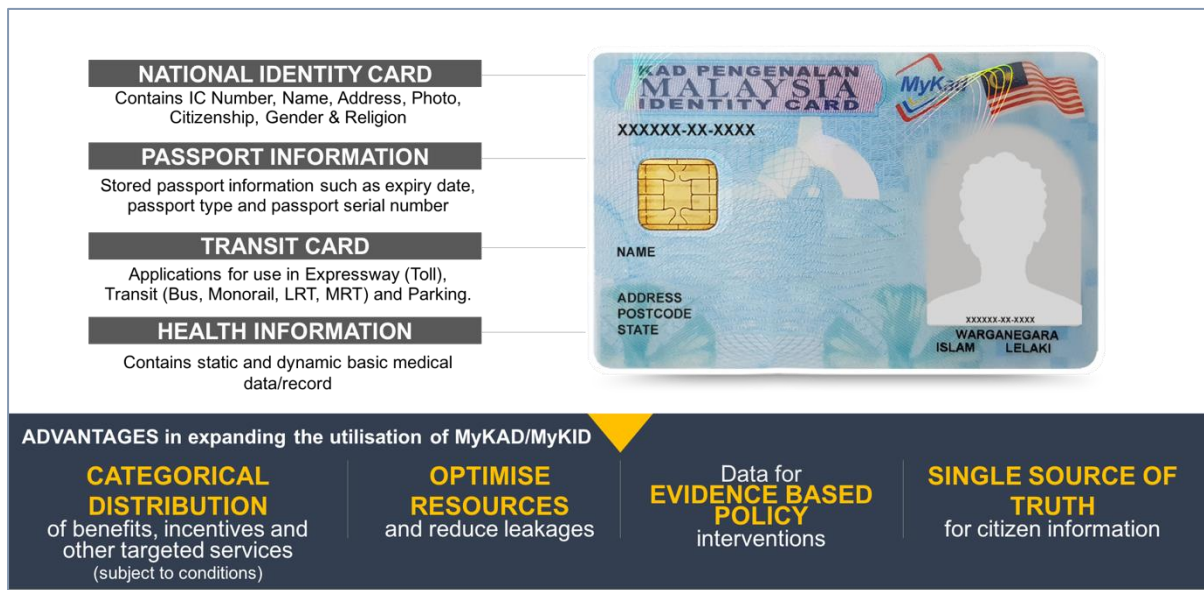 NATIONAL IDENTITY CARD
Contains IC Number, Name, Address, Photo,
Citizenship, Gender & Religion
PASSPORT INFORMATION
Stored passport information such as expiry date,
passport type and passport serial number
TRANSIT CARD
Applications for use in Expressway (Toll),
Transit (Bus, Monorail, LRT, MRT) and Parking.
HEALTH INFORMATION
Contains static and dynamic basic medical
data/record
KAD PENGENALAN
MALAYSIA
IDENTITY CARD
MyKad
XXXXXX-XX-XXXX
NAME
ADDRESS
POSTCODE
STATE
XXXXXX-XX-XXXX
WARGANEGARA
ISLAM LELAKI
ADVANTAGES in expanding the utilisation of MyKAD/MyKID
CATEGORICAL
DISTRIBUTION
of benefits, incentives and
other targeted services
(subject to conditions)
OPTIMISE
RESOURCES
and reduce leakages
Data for
EVIDENCE BASED
POLICY
interventions
SINGLE SOURCE OF
TRUTH
for citizen information